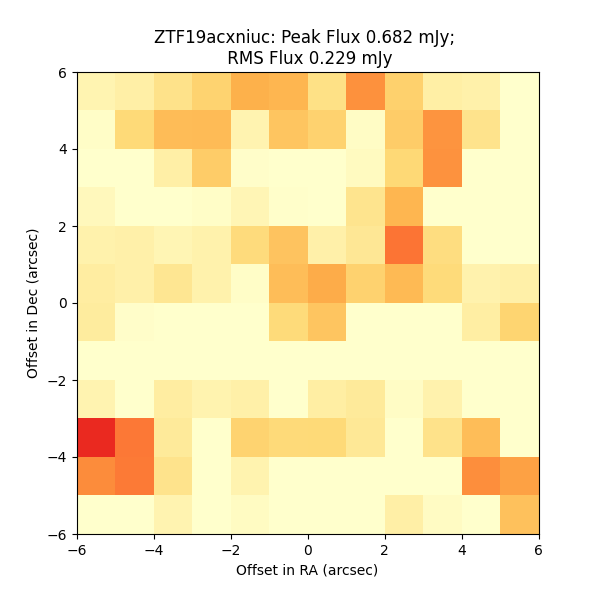 ZTF19acxniuc: Peak Flux 0.682 mJy;
RMS Flux 0.229 mJy
6
4
2
0
−2
−4
−6
Offset in Dec (arcsec)
−6 −4 −2 0 2 4 6
Offset in RA (arcsec)